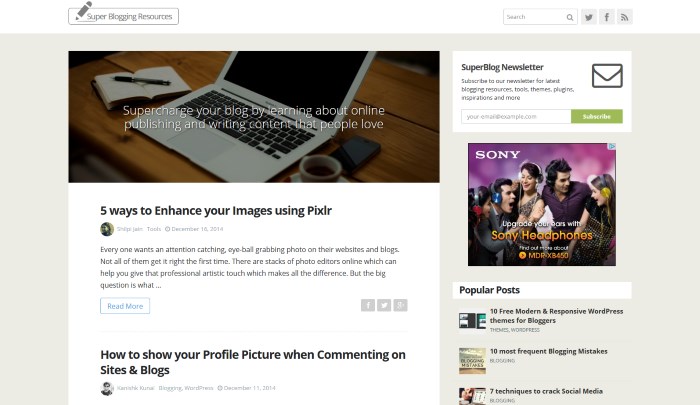 Super Blogging Resources
Search
Supercharge your blog by learning about online
publishing and writing content that people love
5 ways to Enhance your Images using Pixlr
Shilpi Jain Tools December 16, 2014
Every one wants an attention catching, eye-ball grabbing photo on their websites and blogs.
Not all of them get it right the first time. There are stacks of photo editors online which can
help you give that professional artistic touch which makes all the difference. But the big
question is what ...
Read More
How to show your Profile Picture when Commenting on
Sites & Blogs
Kartishk Kunal Blogging, WordPress December 11, 2014
SuperBlog Newsletter
Subscribe to our newsletter for latest
blogging resources, tools, themes, plugins,
inspirations and more
your.email@example.com
Subscribe
SONY
Upgrade your ears with
Sony Headphones
Find out more about
MDR-XB450
Popular Posts
10 Free Modern & Responsive WordPress
themes for Bloggers
THEMES, WORDPRESS
BLOGGING
MISTAKES
10 most frequent Blogging Mistakes
BLOGGING
7 techniques to crack Social Media
BLOGGING